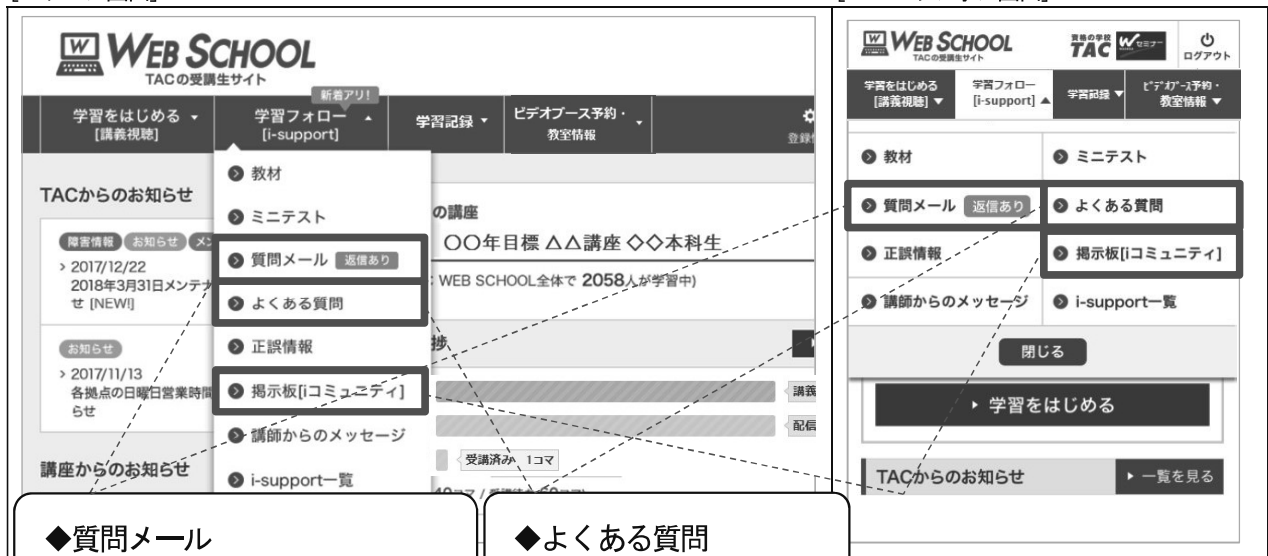 W WEB SCHOOL
TACの受講生サイト
新着アリ!
学習をはじめる ▼
[講義視聴]
学習フォロー ▲
[i-support]
学習記録 ▼
ビデオブース予約・ ▼
教室情報
TACからのお知らせ
障害情報 お知らせ
› 2017/12/22
2018年3月31日メンテナ
せ [NEW!]
お知らせ
› 2017/11/13
各拠点の日曜日営業時間
らせ
講座からのお知らせ
教材
ミニテスト
質問メール 返信あり
よくある質問
正誤情報
掲示板[iコミュニティ]
講師からのメッセージ
i-support一覧
の講座
〇〇年目標 △△講座 ◇◇本科生
WEB SCHOOL全体で 2058人が学習中)
捗
講義
配信
受講済み 1コマ
W WEB SCHOOL
TACの受講生サイト
資格の学校
TAC
Wセミナー
ログアウト
学習をはじめる
[講義視聴] ▼
学習フォロー
[i-support] ▲
学習記録 ▼
ビデオブース予約・
教室情報 ▼
教材
ミニテスト
質問メール 返信あり
よくある質問
正誤情報
掲示板[iコミュニティ]
講師からのメッセージ
i-support一覧
閉じる
▶ 学習をはじめる
TACからのお知らせ
▶ 一覧を見る
◆質問メール
◆よくある質問